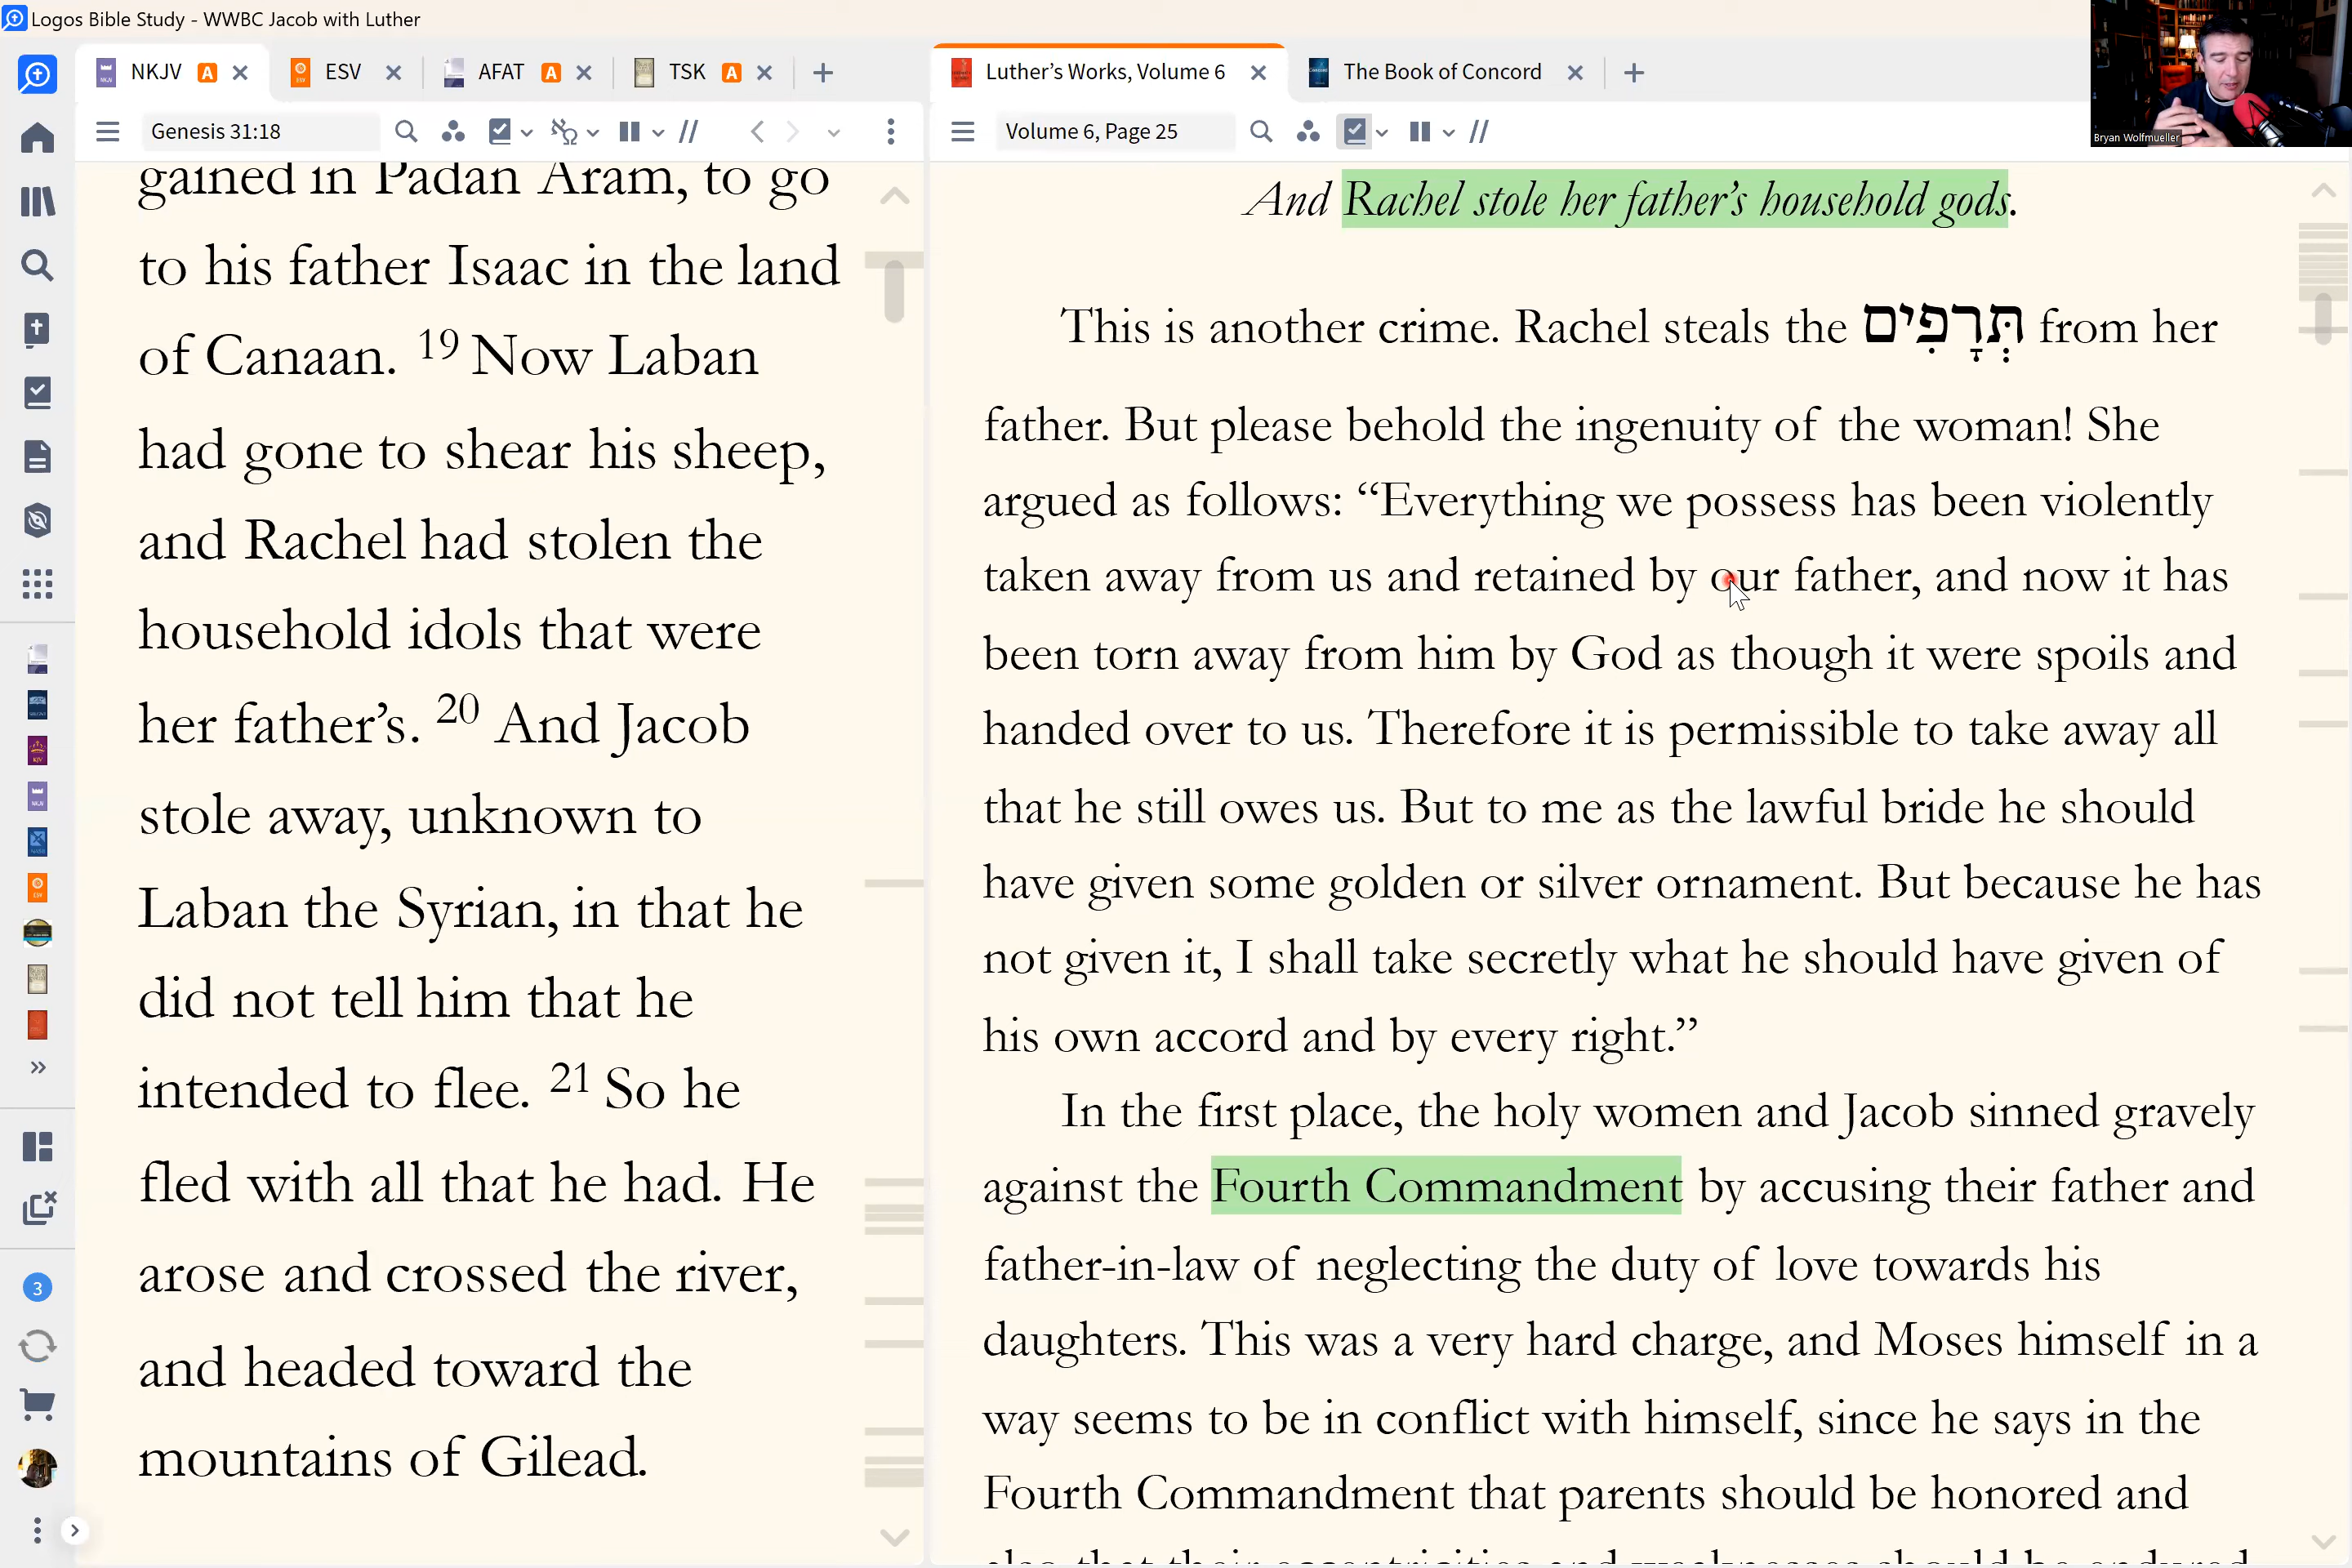 Logos Bible Study - WWBC Jacob with Luther
NKJV A
ESV
AFAT A
TSK A
Luther's Works, Volume 6
The Book of Concord
Genesis 31:18
Volume 6, Page 25
Bryan Wolfmueller
gained in Padan Aram, to go
to his father Isaac in the land
of Canaan. 19 Now Laban
had gone to shear his sheep,
and Rachel had stolen the
household idols that were
her father's. 20 And Jacob
stole away, unknown to
Laban the Syrian, in that he
did not tell him that he
intended to flee. 21 So he
fled with all that he had. He
arose and crossed the river,
and headed toward the
mountains of Gilead.
And Rachel stole her father's household gods.
This is another crime. Rachel steals the תְּרָפִים from her
father. But please behold the ingenuity of the woman! She
argued as follows: “Everything we possess has been violently
taken away from us and retained by our father, and now it has
been torn away from him by God as though it were spoils and
handed over to us. Therefore it is permissible to take away all
that he still owes us. But to me as the lawful bride he should
have given some golden or silver ornament. But because he has
not given it, I shall take secretly what he should have given of
his own accord and by every right.”
In the first place, the holy women and Jacob sinned gravely
against the Fourth Commandment by accusing their father and
father-in-law of neglecting the duty of love towards his
daughters. This was a very hard charge, and Moses himself in a
way seems to be in conflict with himself, since he says in the
Fourth Commandment that parents should be honored and
also that their eccentricities and weaknesses should be endured
3